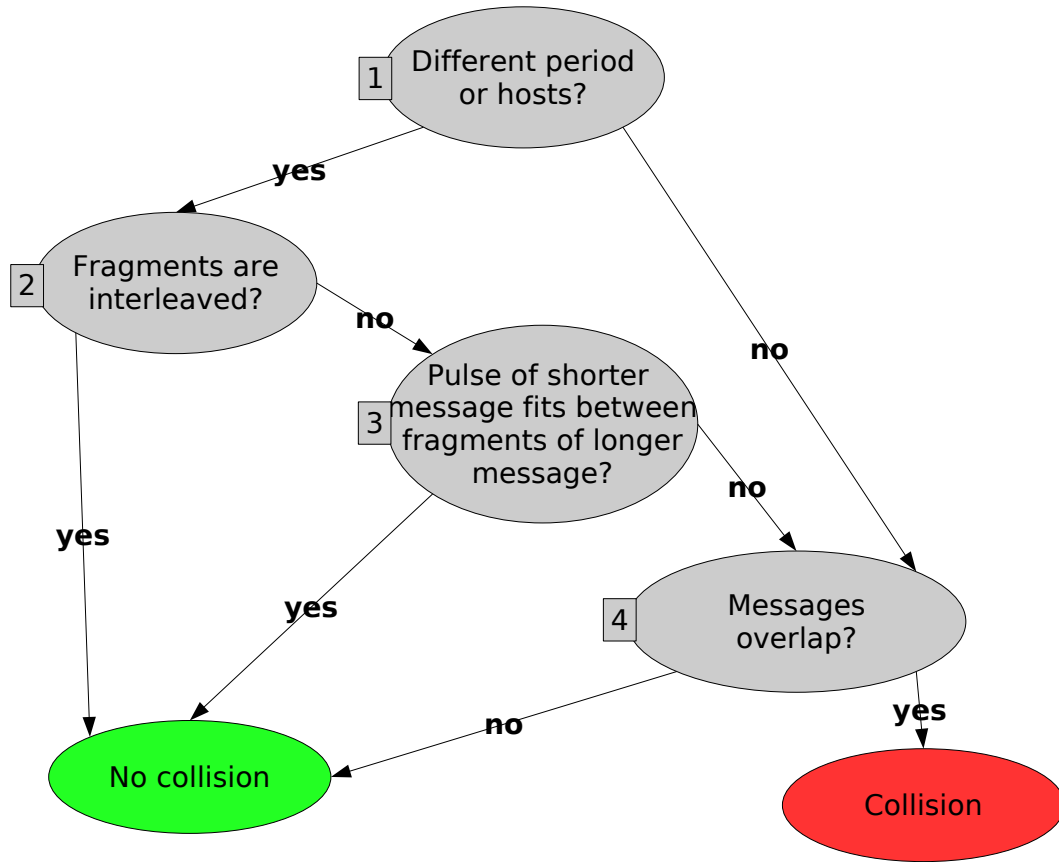 1
Different period
or hosts?
yes
2
Fragments are
interleaved?
no
no
3
Pulse of shorter
message fits between
fragments of longer
message?
no
yes
yes
4
Messages
overlap?
no
yes
No collision
Collision